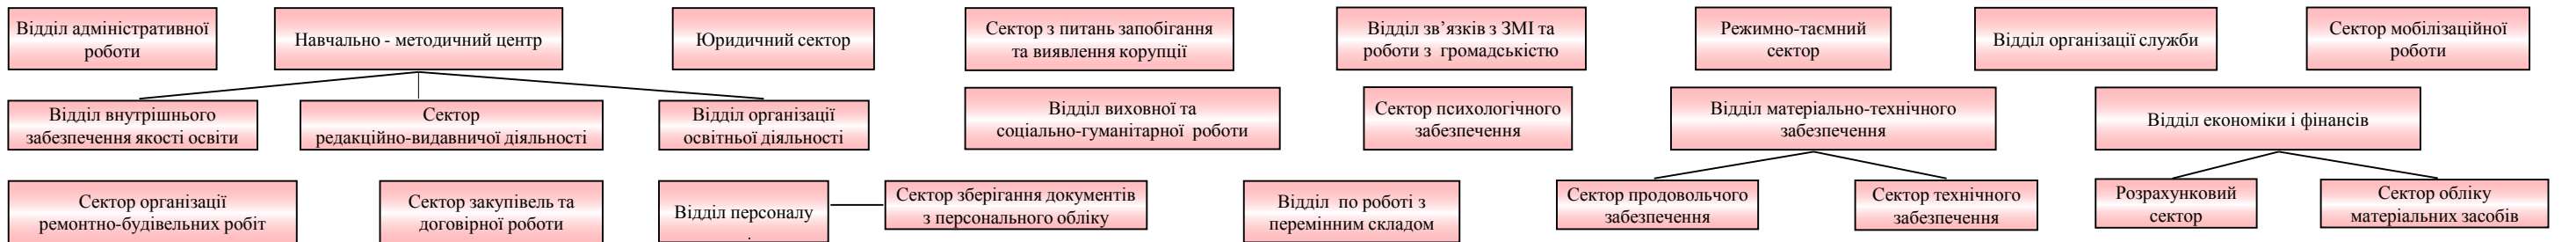 Відділ адміністративної
роботи
Навчально - методичний центр
Юридичний сектор
Сектор з питань запобігання
та виявлення корупції
Відділ зв’язків з ЗМІ та
роботи з громадськістю
Режимно-таємний
сектор
Відділ організації служби
Сектор мобілізаційної
роботи
Відділ внутрішнього
забезпечення якості освіти
Сектор
редакційно-видавничої діяльності
Відділ організації
освітньої діяльності
Відділ виховної та
соціально-гуманітарної роботи
Сектор психологічного
забезпечення
Відділ матеріально-технічного
забезпечення
Відділ економіки і фінансів
Сектор організації
ремонтно-будівельних робіт
Сектор закупівель та
договірної роботи
Відділ персоналу
Сектор зберігання документів
з персонального обліку
Відділ по роботі з
перемінним складом
Сектор продовольчого
забезпечення
Сектор технічного
забезпечення
Розрахунковий
сектор
Сектор обліку
матеріальних засобів